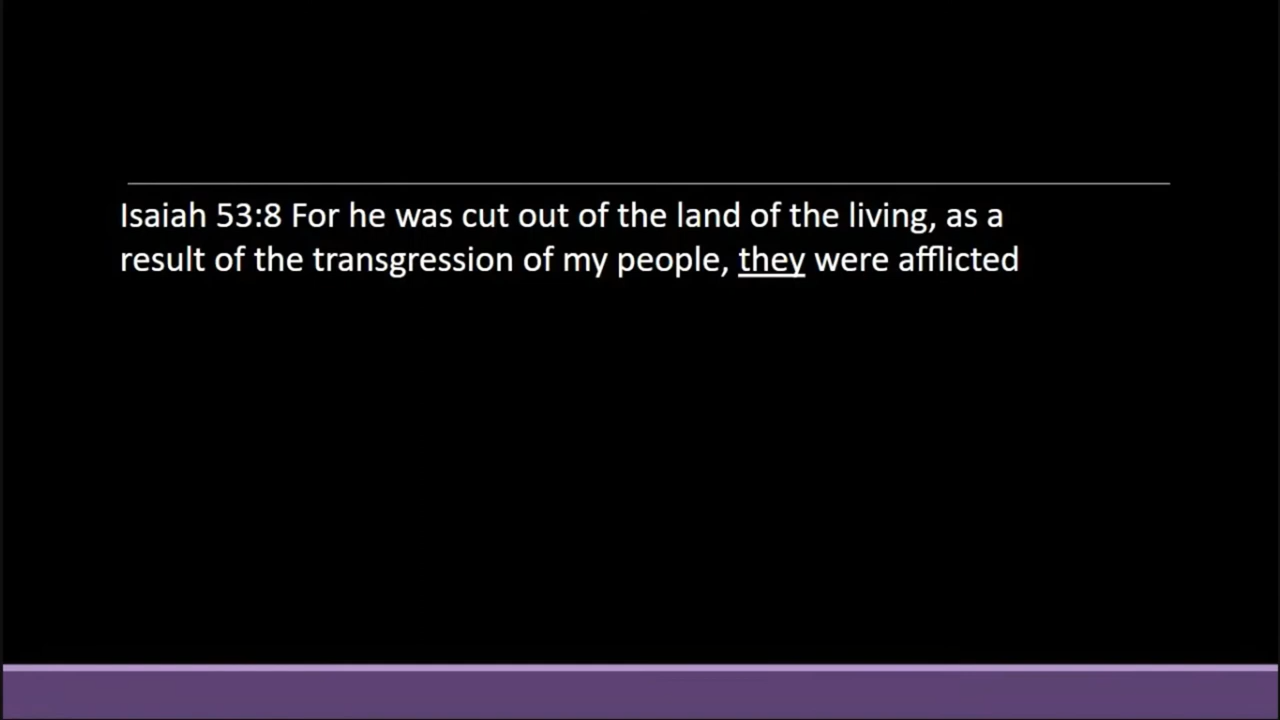 Isaiah 53:8 For he was cut out of the land of the living, as a
result of the transgression of my people, they were afflicted